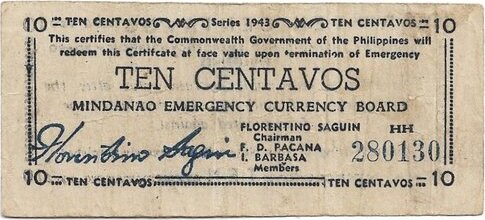 10 TEN CENTAVOS Series 1943 TEN CENTAVOS 10
This certifies that the Commonwealth Government of the Philippines will
redeem this Certifcate at face value upon termination of Emergency
TEN CENTAVOS
MINDANAO EMERGENCY CURRENCY BOARD
Florentino Saguin
FLORENTINO SAGUIN
Chairman
F. D. PACANA
I. BARBASA
Members
HH
280130
10 TEN CENTAVOS TEN CENTAVOS 10